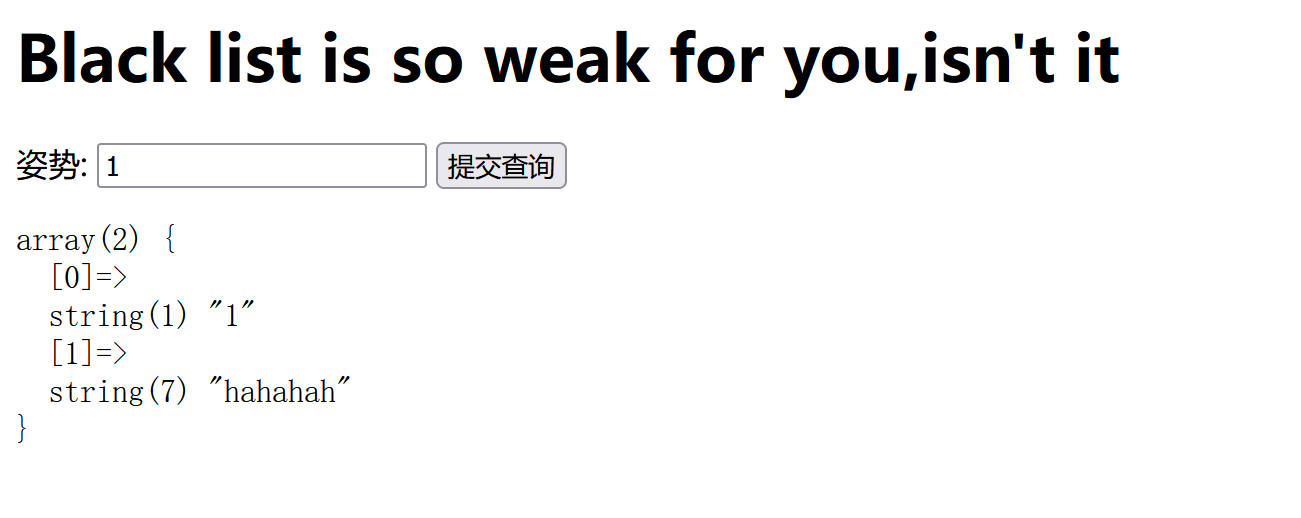 Black list is so weak for you,isn't it
姿势: 1 提交查询
array(2) {
  [0]=>
  string(1) "1"
  [1]=>
  string(7) "hahahah"
}